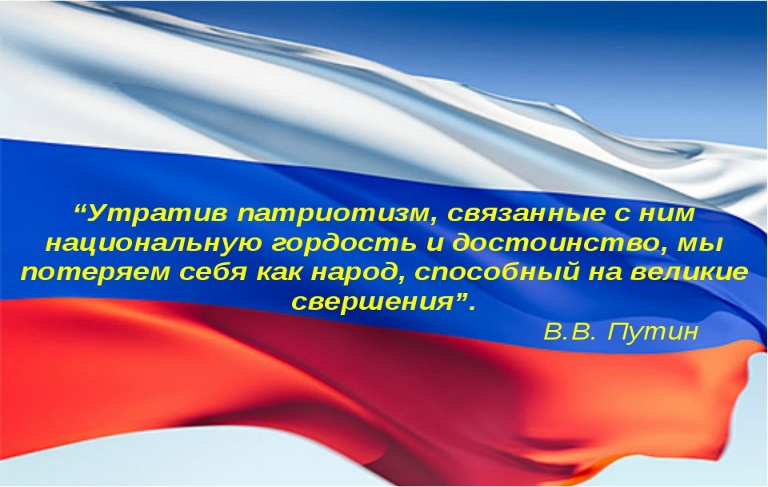 “Утратив патриотизм, связанные с ним
национальную гордость и достоинство, мы
потеряем себя как народ, способный на великие
свершения”.
В.В. Путин